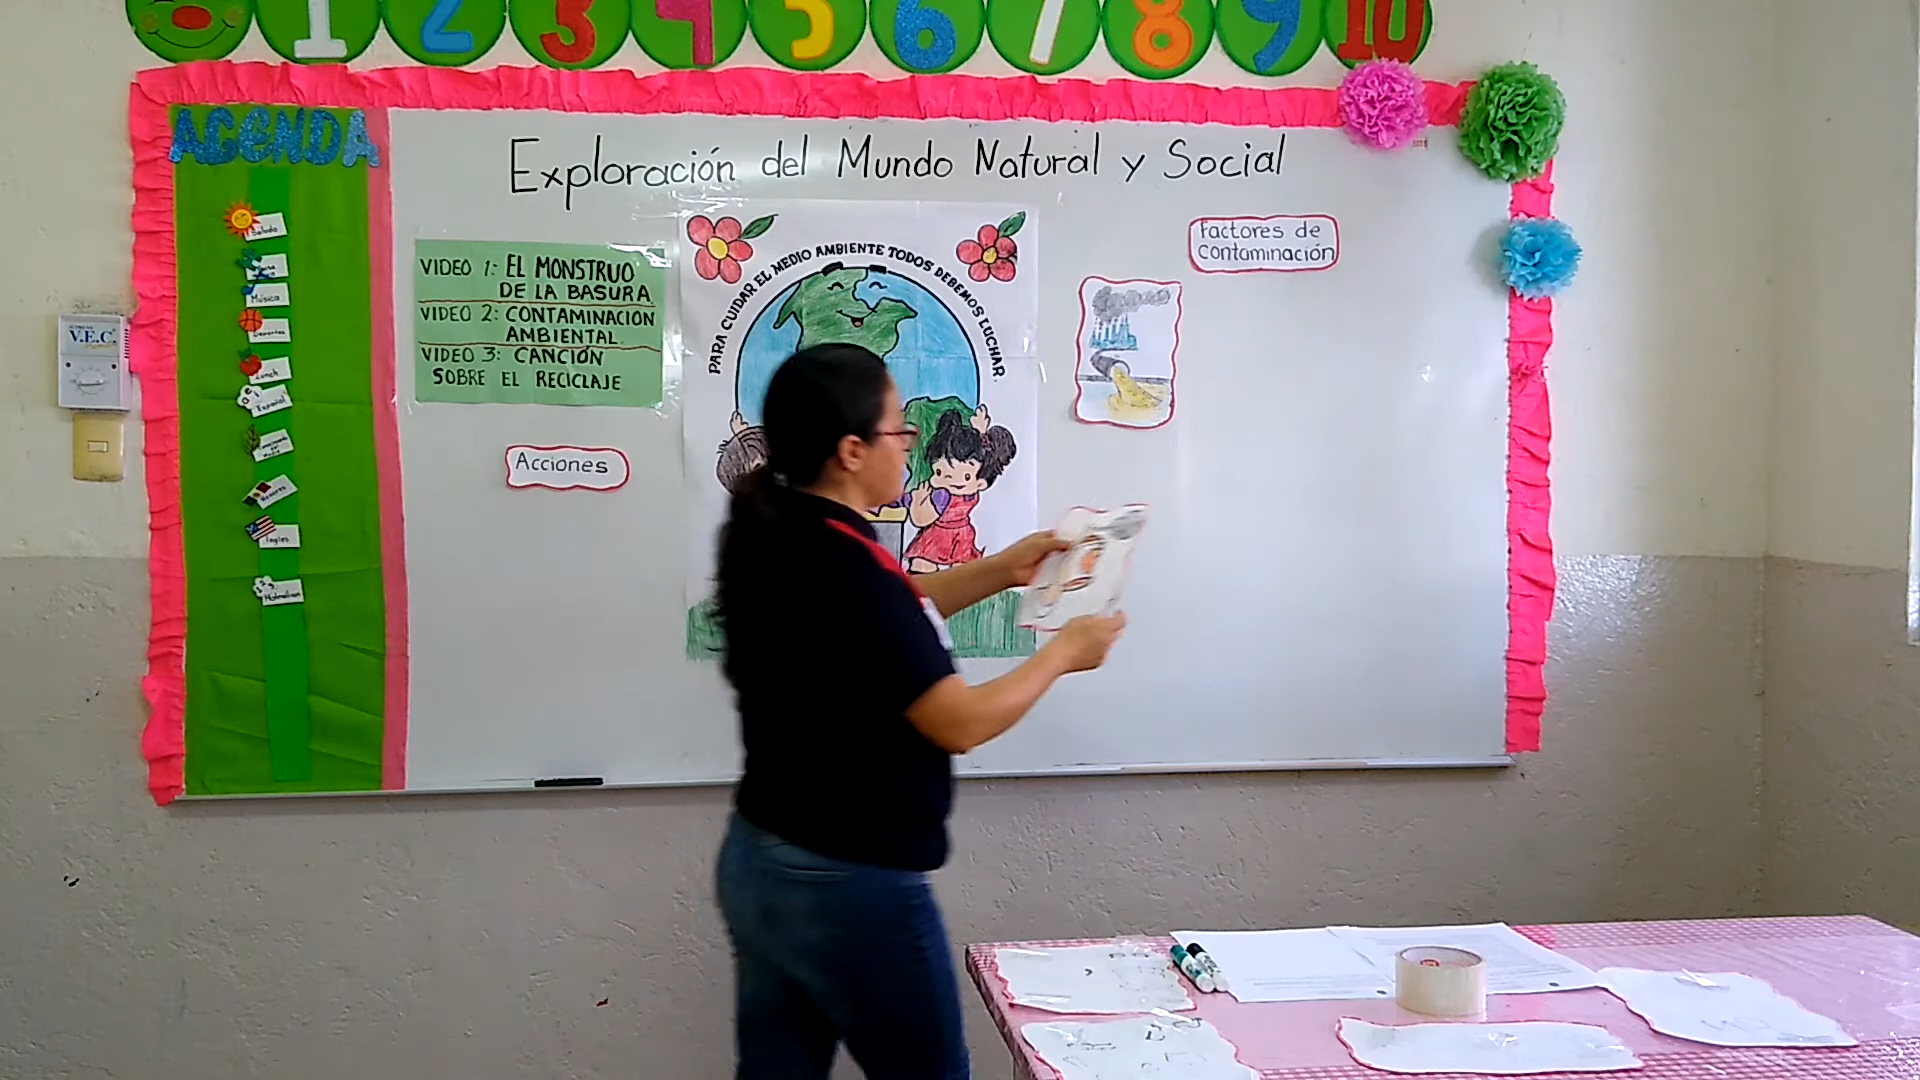 1 2 3 4 5 6 7 8 9 10
AGENDA
Exploración del Mundo Natural y Social
Saludo
Música
Deportes
Lunch
Español
Honores
Ingles
VIDEO 1: EL MONSTRUO
DE LA BASURA
VIDEO 2: CONTAMINACION
AMBIENTAL.
VIDEO 3: CANCIÓN
SOBRE EL RECICLAJE
Acciones
PARA CUIDAR EL MEDIO AMBIENTE TODOS DEBEMOS LUCHAR.
Factores de
contaminación
V.E.C.